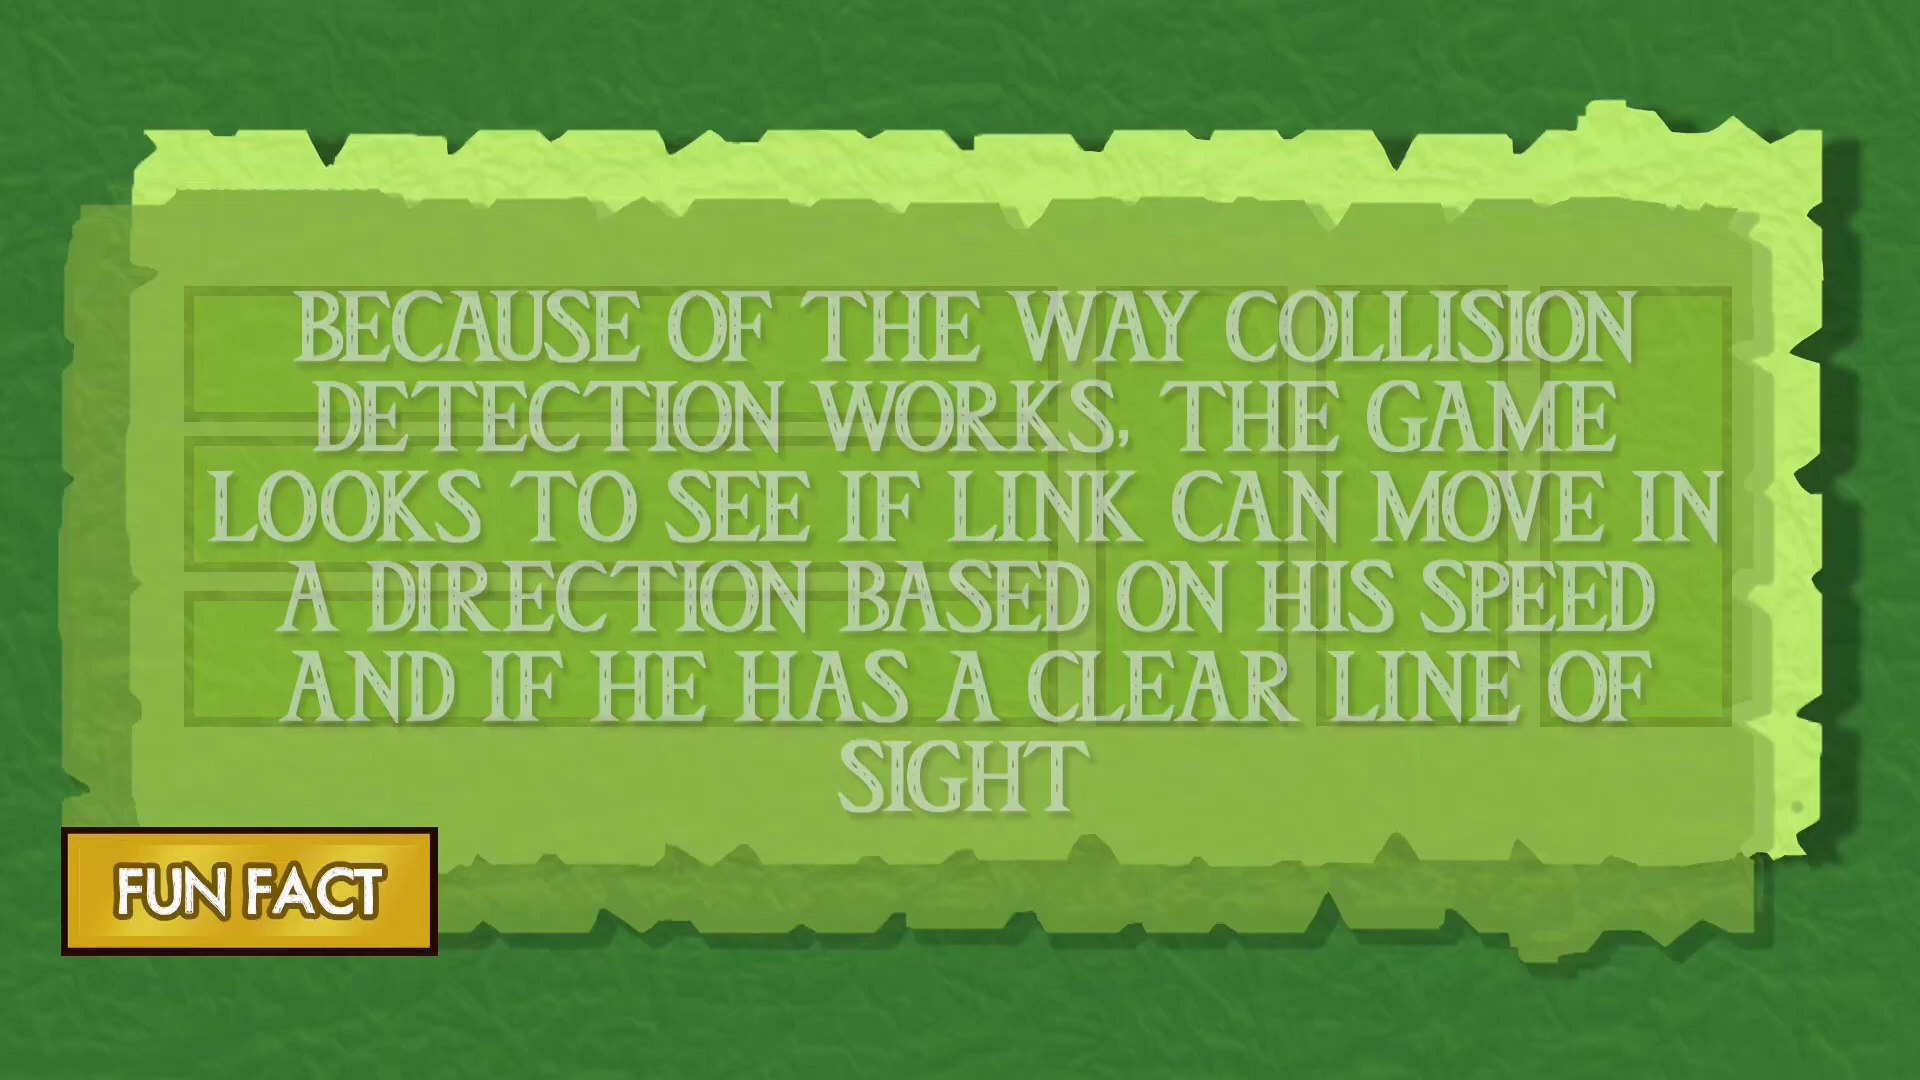 BECAUSE OF THE WAY COLLISION
DETECTION WORKS, THE GAME
LOOKS TO SEE IF LINK CAN MOVE IN
A DIRECTION BASED ON HIS SPEED
AND IF HE HAS A CLEAR LINE OF
SIGHT
FUN FACT